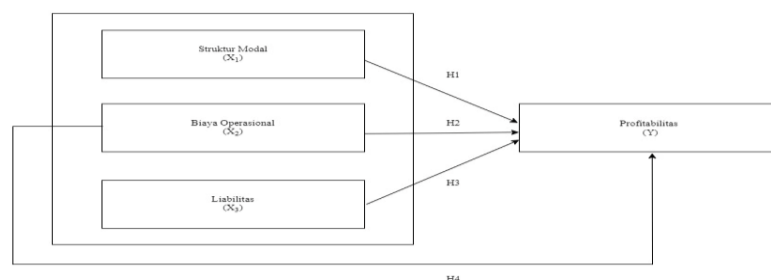 Struktur Modal
(X₁)
H1
Biaya Operasional
(X₂)
H2
Profitabilitas
(Y)
Liabilitas
(X₃)
H3
H4